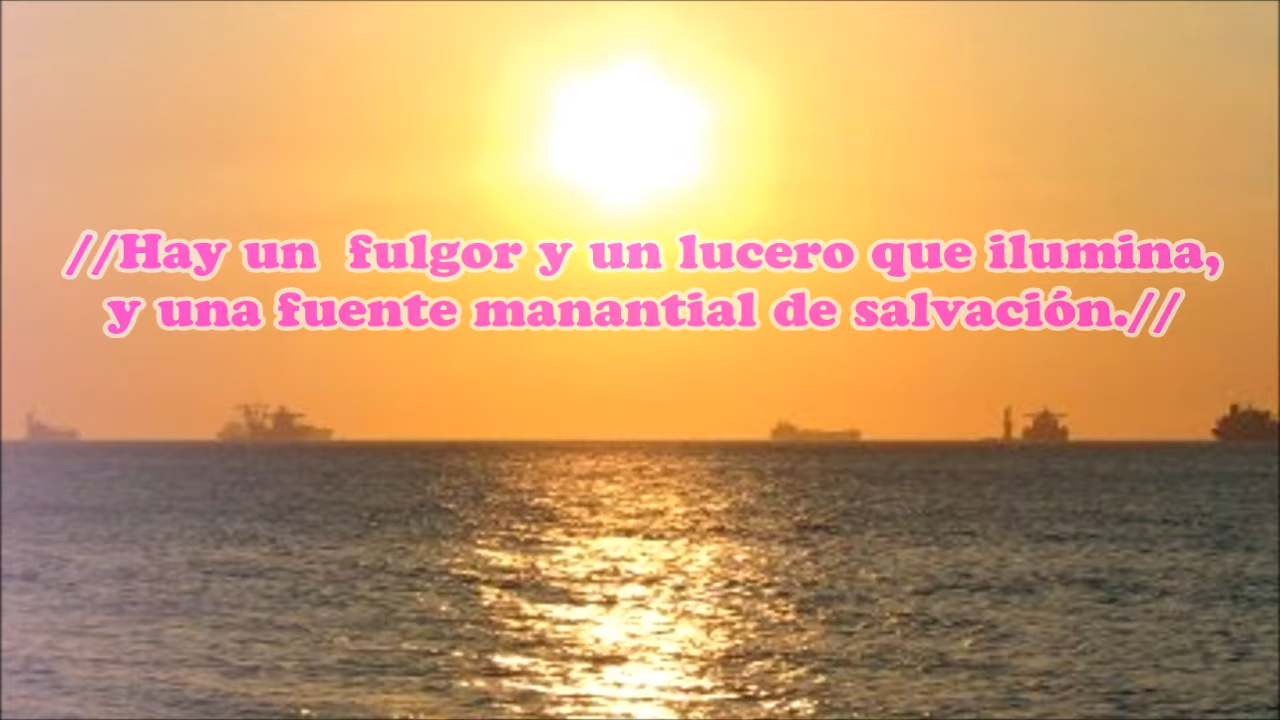 //Hay un  fulgor y un lucero que ilumina,
y una fuente manantial de salvación.//